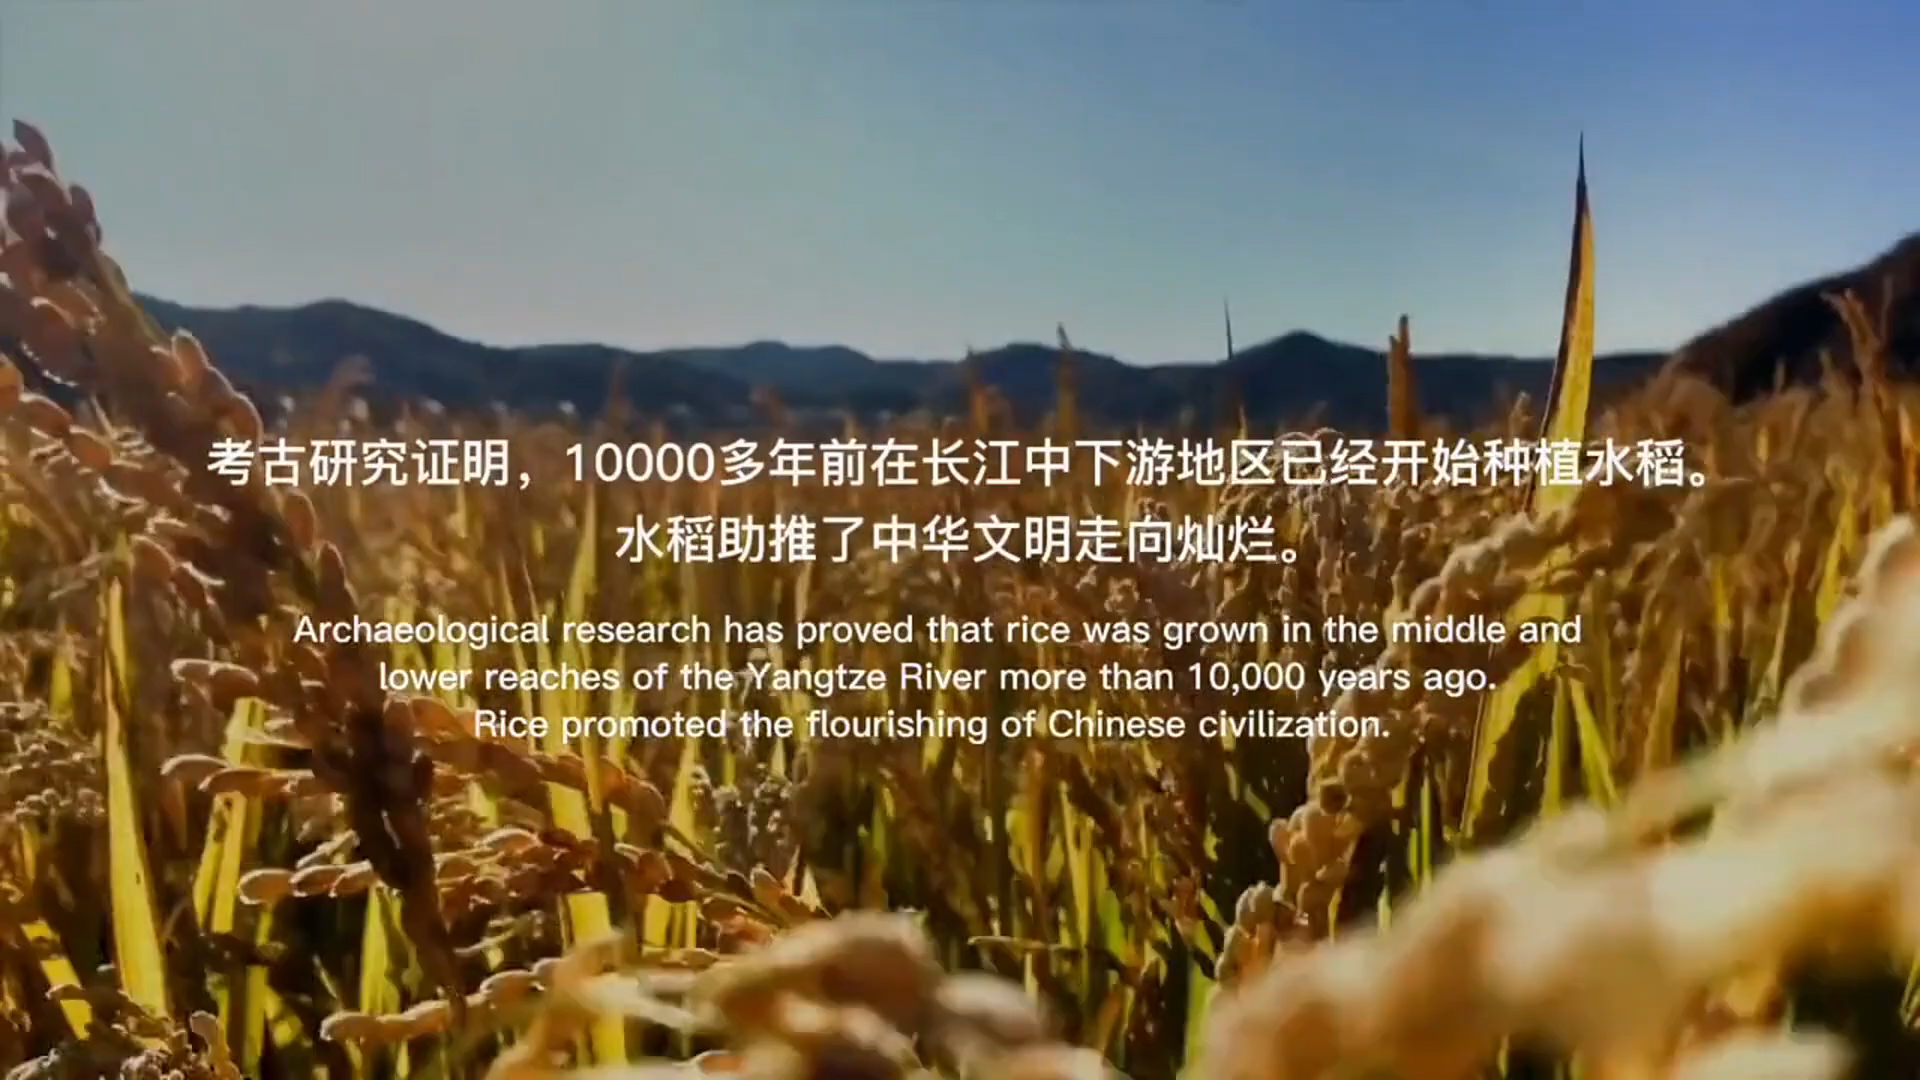 考古研究证明，10000多年前在长江中下游地区已经开始种植水稻。
水稻助推了中华文明走向灿烂。
Archaeological research has proved that rice was grown in the middle and
lower reaches of the Yangtze River more than 10,000 years ago.
Rice promoted the flourishing of Chinese civilization.